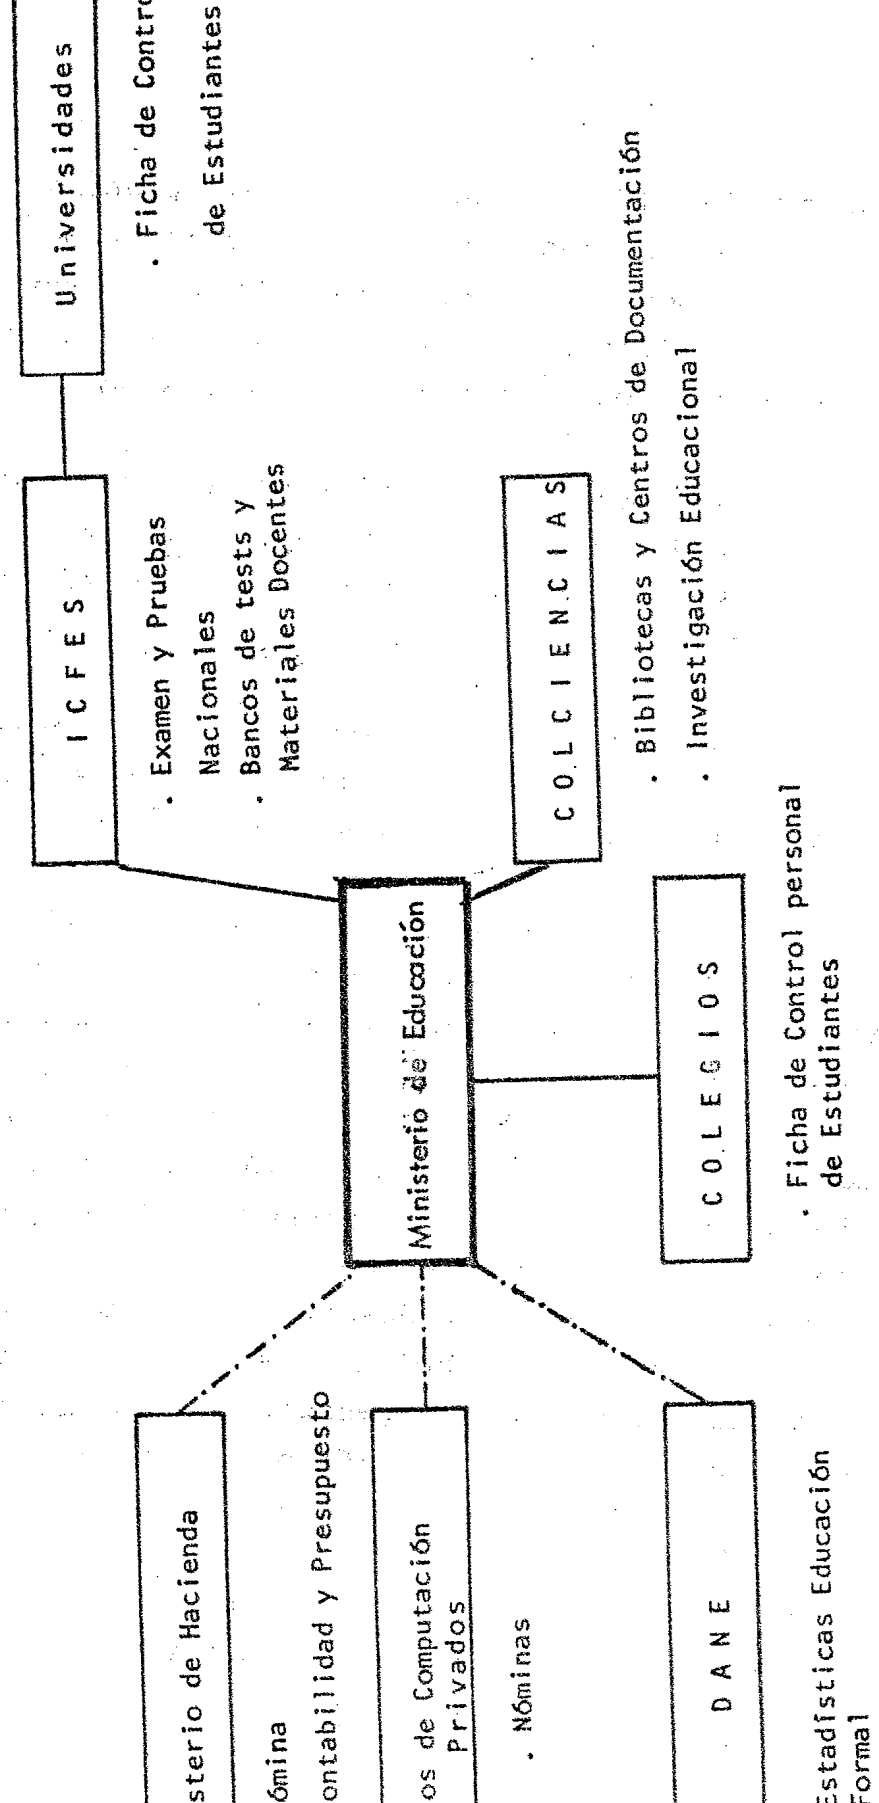 sterio de Hacienda
ómina
ontabilidad y Presupuesto
os de Computación
Privados
. Nóminas
D A N E
Estadísticas Educación
Formal
Ministerio de Educación
C O L E G I O S
. Ficha de Control personal
de Estudiantes
I C F E S
. Examen y Pruebas
Nacionales
. Bancos de tests y
Materiales Docentes
C O L C I E N C I A S
. Bibliotecas y Centros de Documentación
. Investigación Educacional
Universidades
. Ficha de Contro
de Estudiantes